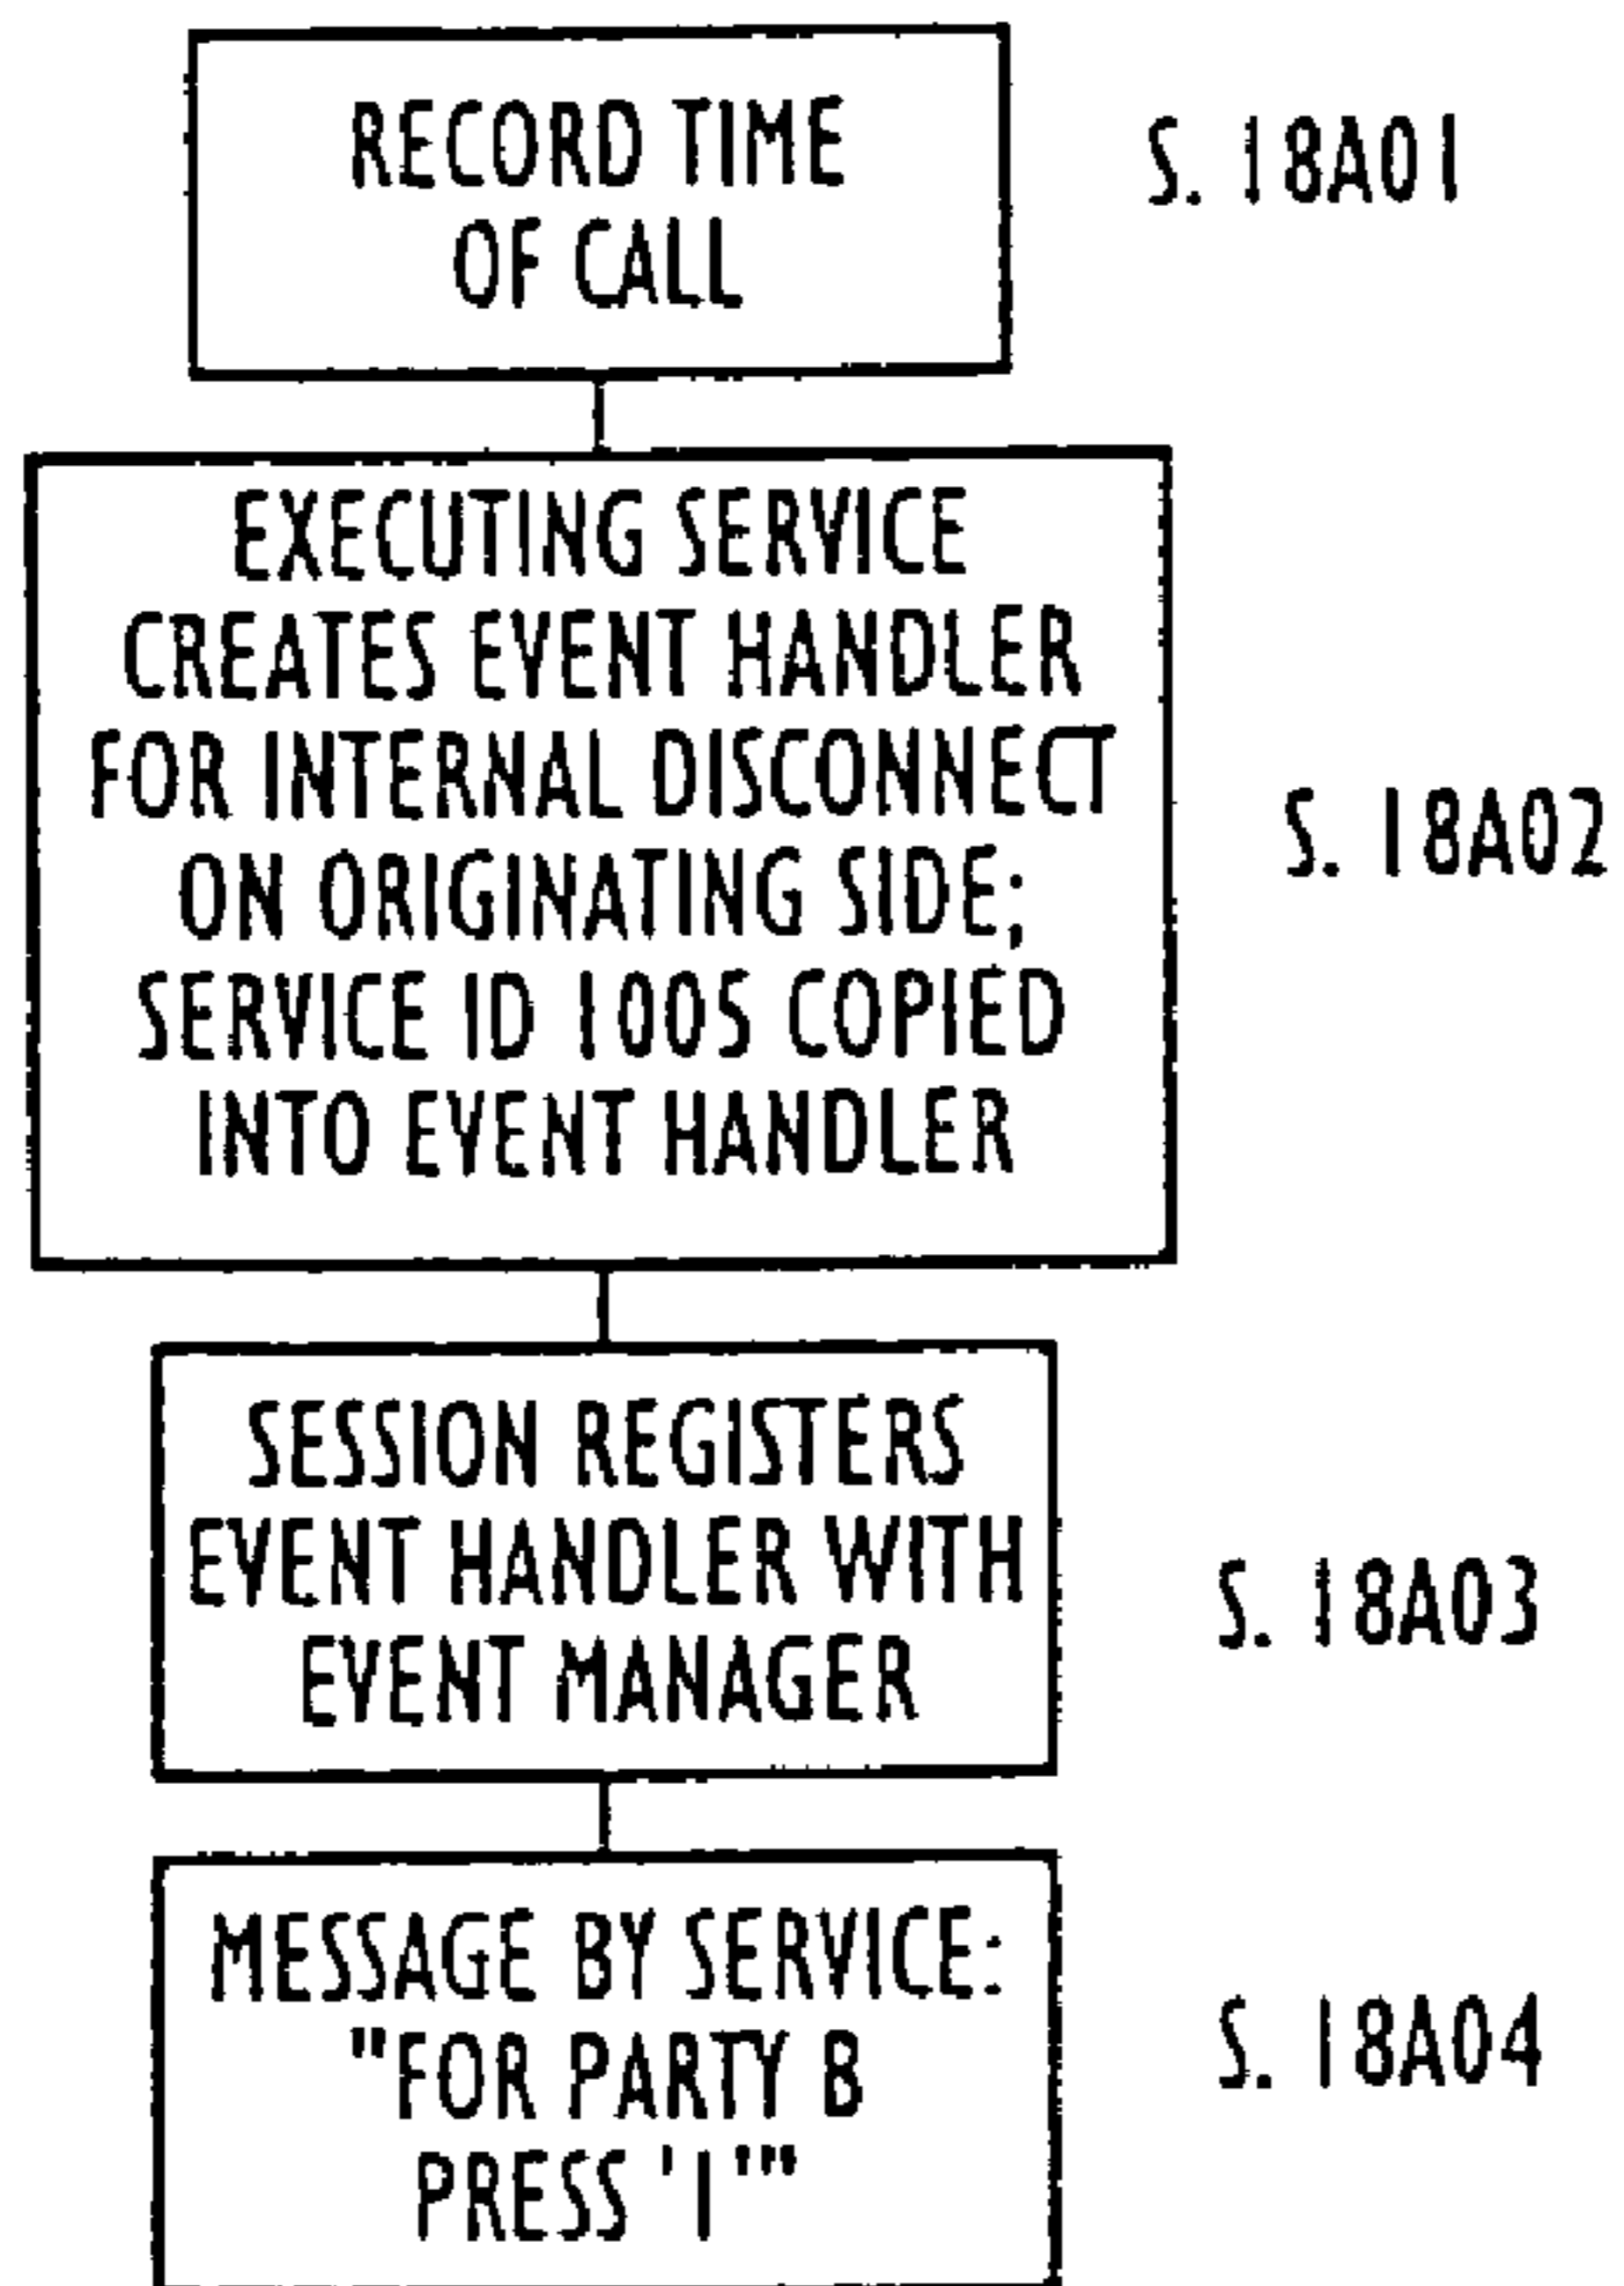 RECORD TIME
OF CALL
S. 18A01
EXECUTING SERVICE
CREATES EVENT HANDLER
FOR INTERNAL DISCONNECT
ON ORIGINATING SIDE;
SERVICE ID 1005 COPIED
INTO EVENT HANDLER
S. 18A02
SESSION REGISTERS
EVENT HANDLER WITH
EVENT MANAGER
S. 18A03
MESSAGE BY SERVICE:
"FOR PARTY B
PRESS '1'"
S. 18A04